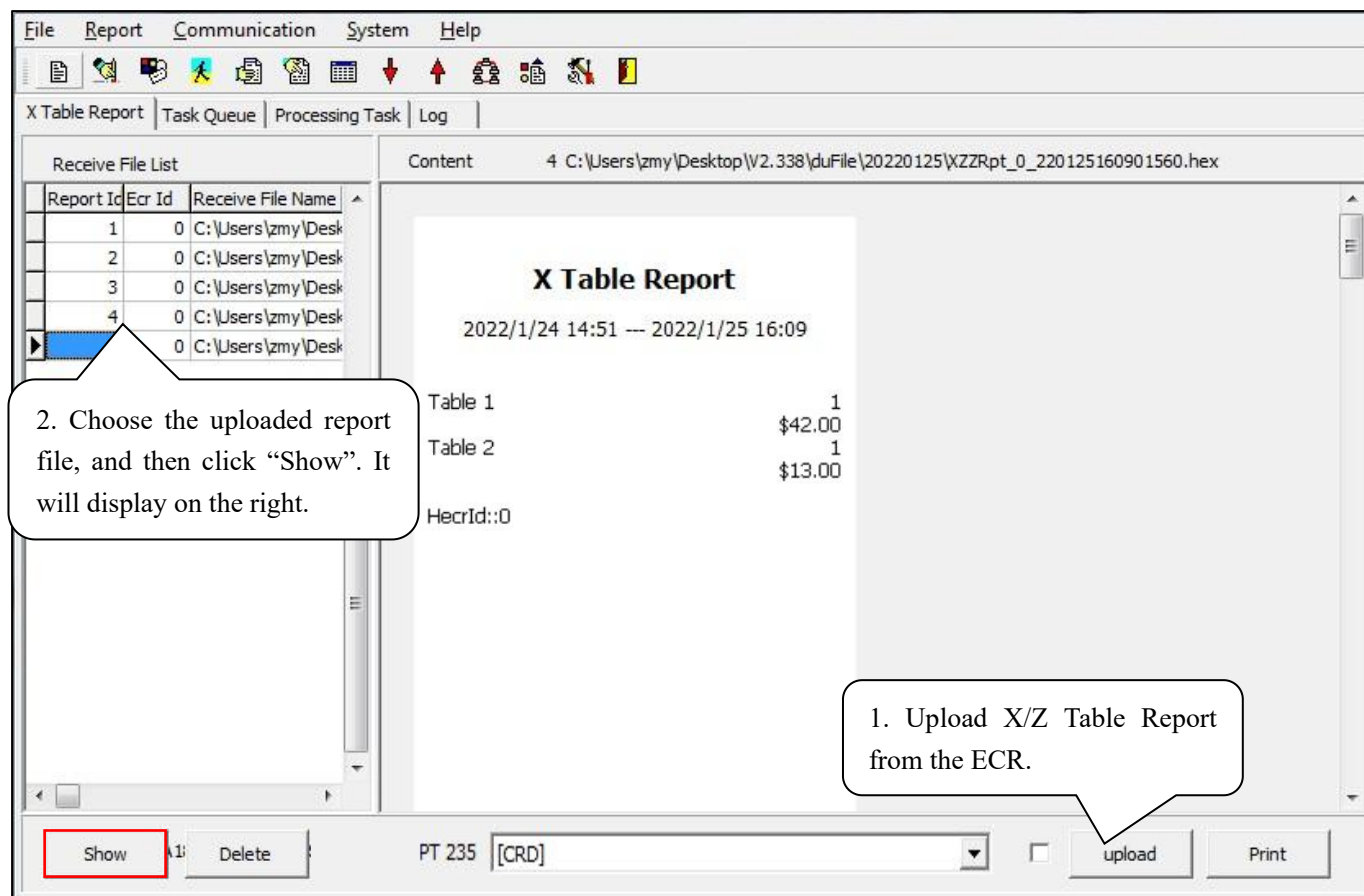 File Report Communication System Help
X Table Report Task Queue Processing Task Log
Receive File List
Content 4 C:\Users\zmy\Desktop\V2.338\duFile\20220125\XZZRpt_0_220125160901560.hex
Report Id Ecr Id Receive File Name
1 0 C:\Users\zmy\Desk
2 0 C:\Users\zmy\Desk
3 0 C:\Users\zmy\Desk
4 0 C:\Users\zmy\Desk
0 C:\Users\zmy\Desk
X Table Report
2022/1/24 14:51 --- 2022/1/25 16:09
Table 1 1
$42.00
Table 2 1
$13.00
HecrId::0
2. Choose the uploaded report
file, and then click “Show”. It
will display on the right.
1. Upload X/Z Table Report
from the ECR.
Show Delete PT 235 [CRD] upload Print